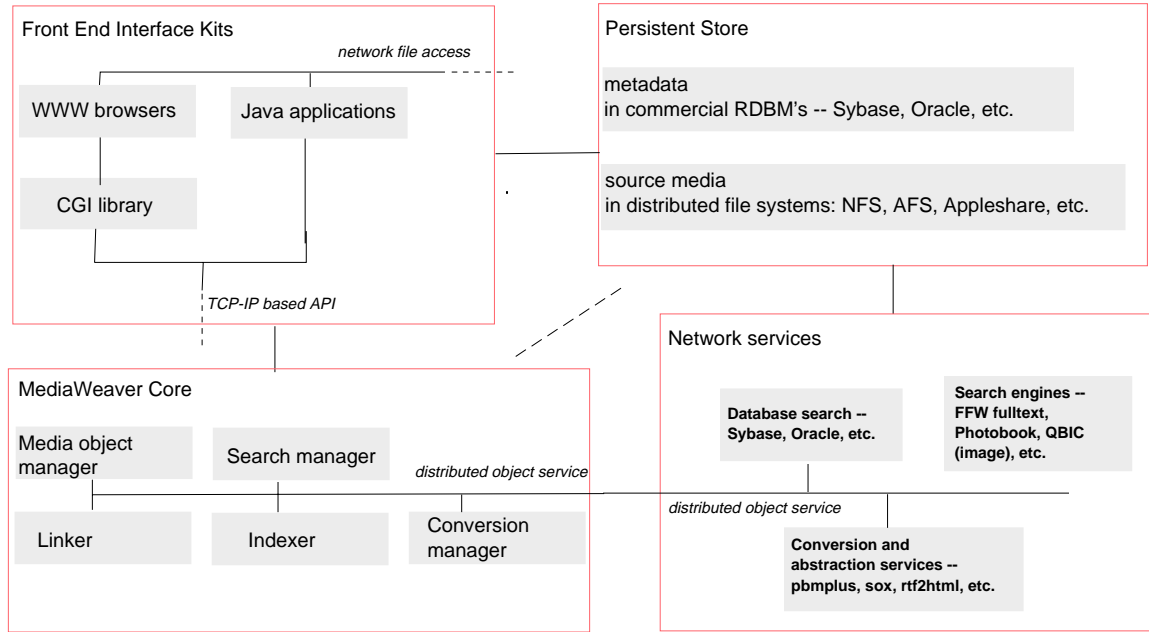 Front End Interface Kits
network file access
WWW browsers
Java applications
CGI library
TCP-IP based API
Persistent Store
metadata
in commercial RDBM's -- Sybase, Oracle, etc.
source media
in distributed file systems: NFS, AFS, Appleshare, etc.
MediaWeaver Core
Media object
manager
Search manager
distributed object service
Linker
Indexer
Conversion
manager
Network services
Database search --
Sybase, Oracle, etc.
Search engines --
FFW fulltext,
Photobook, QBIC
(image), etc.
distributed object service
Conversion and
abstraction services --
pbmplus, sox, rtf2html, etc.